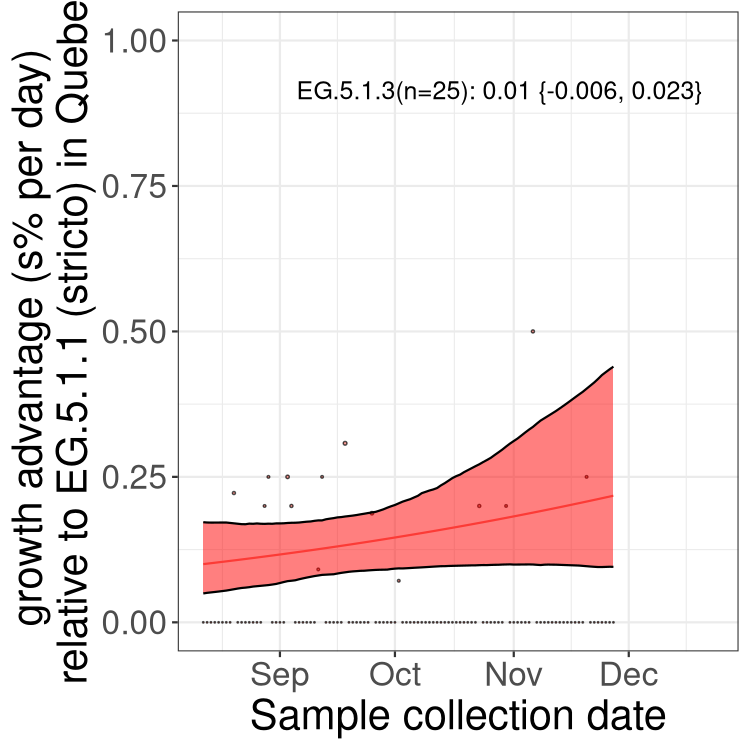 growth advantage (s% per day)
relative to EG.5.1.1 (stricto) in Quebe
1.00
0.75
0.50
0.25
0.00
EG.5.1.3(n=25): 0.01 {-0.006, 0.023}
Sep Oct Nov Dec
Sample collection date